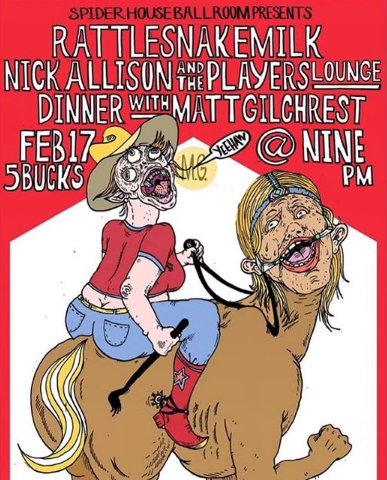 SPIDER HOUSE BALLROOM PRESENTS
RATTLESNAKEMILK
NICK ALLISON AND THE PLAYERS LOUNGE
DINNER WITH MATT GILCHREST
FEB 17 @ NINE
5 BUCKS PM
M.G.
YEEHAW